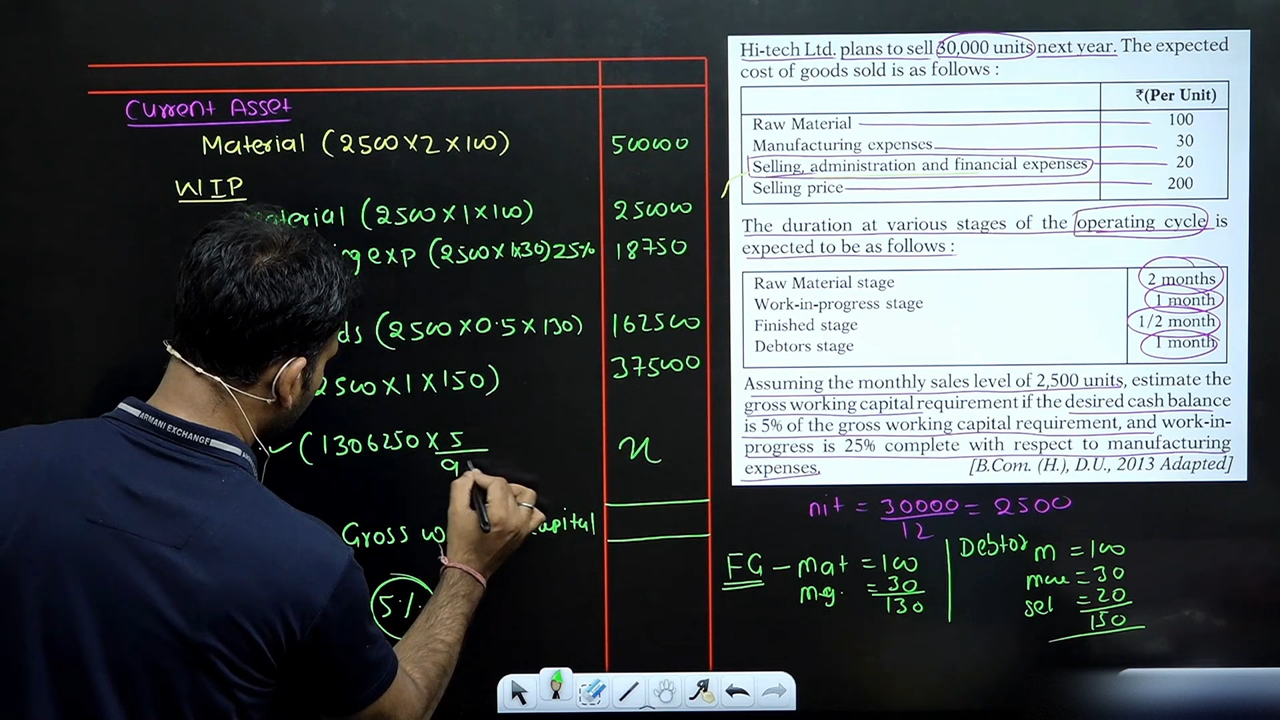 Current Asset
Material (2500×2×100) 500000
WIP
Material (2500×1×100) 250000
exp (2500×1×30)25% 18750
ds (2500×0.5×130) 162500
2500×1×150) 375000
✓(1306250×5/9 x
Gross capital
5%
ARMANI EXCHANGE
Hi-tech Ltd. plans to sell 30,000 units next year. The expected
cost of goods sold is as follows :
₹(Per Unit)
Raw Material 100
Manufacturing expenses 30
Selling, administration and financial expenses 20
Selling price 200
The duration at various stages of the operating cycle is
expected to be as follows :
Raw Material stage 2 months
Work-in-progress stage 1 month
Finished stage 1/2 month
Debtors stage 1 month
Assuming the monthly sales level of 2,500 units, estimate the
gross working capital requirement if the desired cash balance
is 5% of the gross working capital requirement, and work-in-
progress is 25% complete with respect to manufacturing
expenses. [B.Com. (H.), D.U., 2013 Adapted]
nit = 30000/12 = 2500
FG - mat = 100
mg. = 30
130
Debtor m = 100
= 30
sel = 20
150